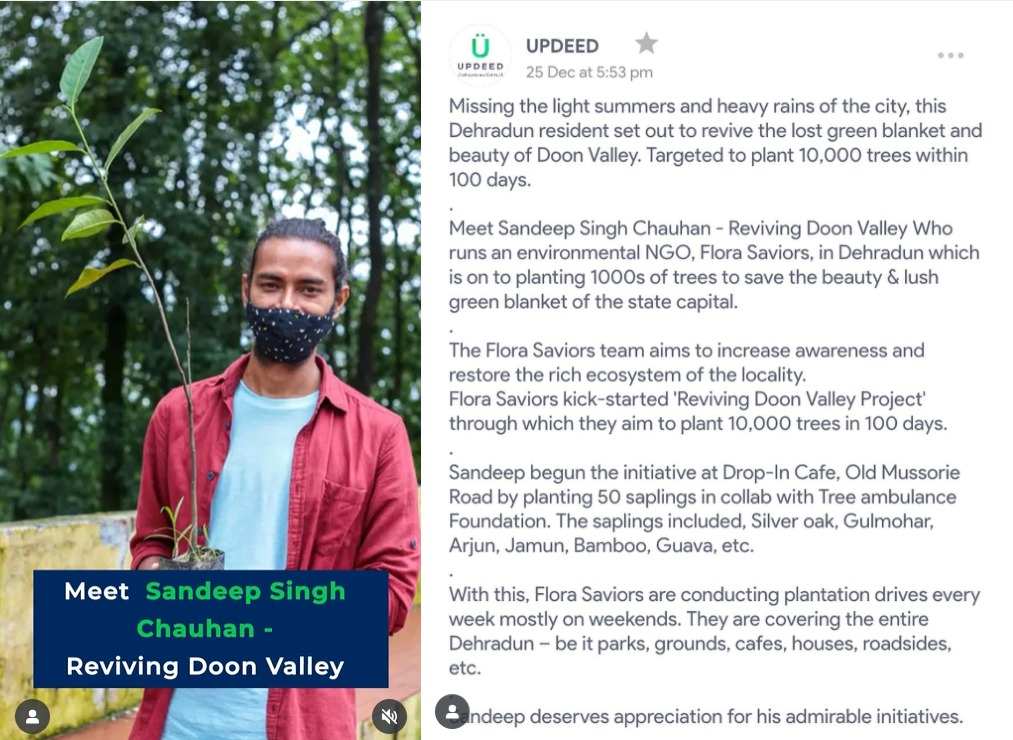 Meet Sandeep Singh
Chauhan -
Reviving Doon Valley
Ü
UPDEED
UPDEED
25 Dec at 5:53 pm
Missing the light summers and heavy rains of the city, this
Dehradun resident set out to revive the lost green blanket and
beauty of Doon Valley. Targeted to plant 10,000 trees within
100 days.
.
Meet Sandeep Singh Chauhan - Reviving Doon Valley Who
runs an environmental NGO, Flora Saviors, in Dehradun which
is on to planting 1000s of trees to save the beauty & lush
green blanket of the state capital.
.
The Flora Saviors team aims to increase awareness and
restore the rich ecosystem of the locality.
Flora Saviors kick-started 'Reviving Doon Valley Project'
through which they aim to plant 10,000 trees in 100 days.
.
Sandeep begun the initiative at Drop-In Cafe, Old Mussorie
Road by planting 50 saplings in collab with Tree ambulance
Foundation. The saplings included, Silver oak, Gulmohar,
Arjun, Jamun, Bamboo, Guava, etc.
.
With this, Flora Saviors are conducting plantation drives every
week mostly on weekends. They are covering the entire
Dehradun – be it parks, grounds, cafes, houses, roadsides,
etc.
.
Sandeep deserves appreciation for his admirable initiatives.